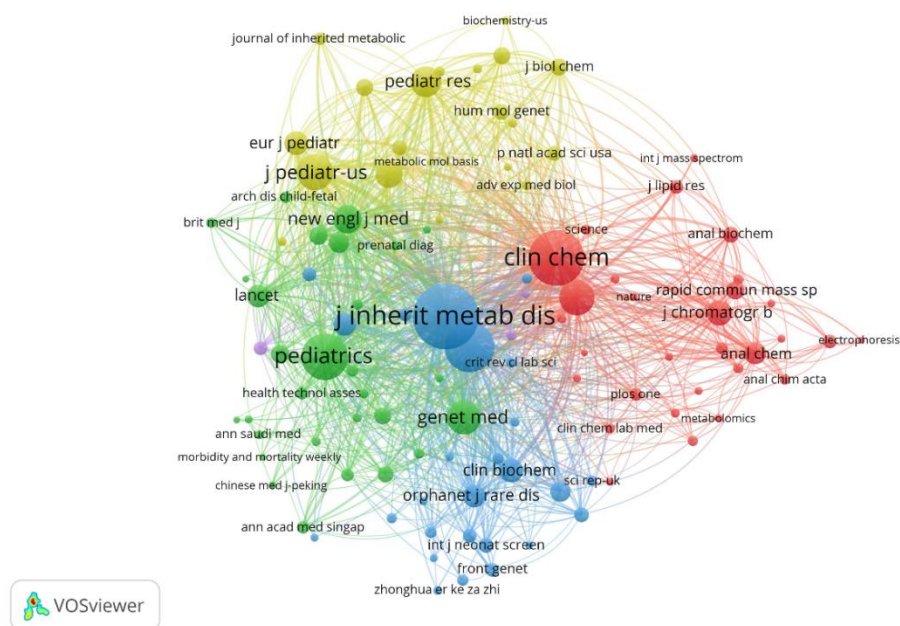 biochemistry-us
journal of inherited metabolic
j biol chem
pediatr res
hum mol genet
eur j pediatr
p natl acad sci usa
int j mass spectrom
metabolic mol basis
j pediatr-us
adv exp med biol
j lipid res
arch dis child-fetal
new engl j med
brit med j
science
anal biochem
prenatal diag
clin chem
lancet
rapid commun mass sp
nature
j inherit metab dis
j chromatogr b
electrophoresis
pediatrics
crit rev cl lab sci
anal chem
anal chim acta
health technol asses
plos one
genet med
metabolomics
clin chem lab med
ann saudi med
morbidity and mortality weekly
clin biochem
sci rep-uk
chinese med j-peking
orphanet j rare dis
ann acad med singap
int j neonat screen
front genet
zhonghua er ke za zhi
VOSviewer